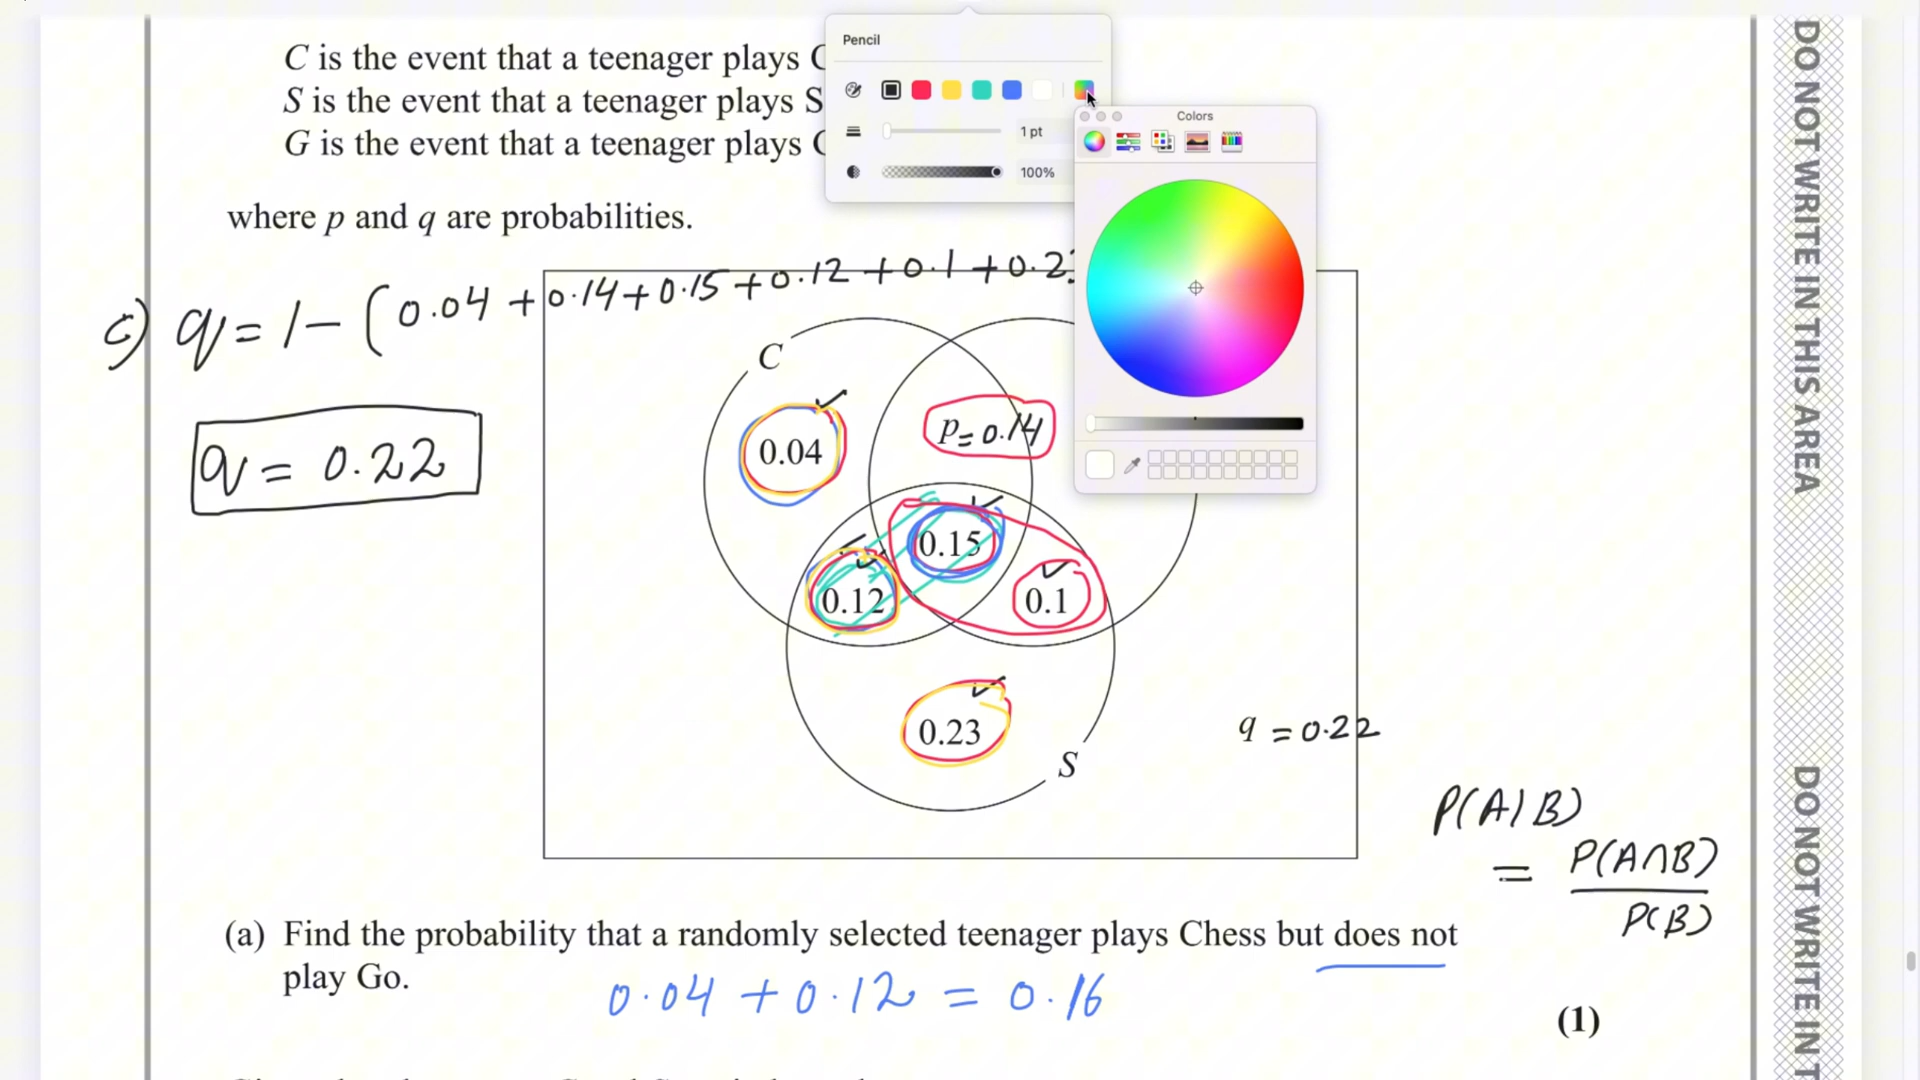 C is the event that a teenager plays
S is the event that a teenager plays S
G is the event that a teenager plays
where p and q are probabilities.
Pencil
1 pt
100%
Colors
c) q = 1 - (0.04 + 0.14 + 0.15 + 0.12 + 0.1 + 0.23
q = 0.22
C
0.04
p = 0.14
0.15
0.12
0.1
0.23
S
q = 0.22
P(A|B)
= P(A∩B)
P(B)
(a) Find the probability that a randomly selected teenager plays Chess but does not
play Go.
0.04 + 0.12 = 0.16
(1)
DO NOT WRITE IN THIS AREA
DO NOT WRITE IN T